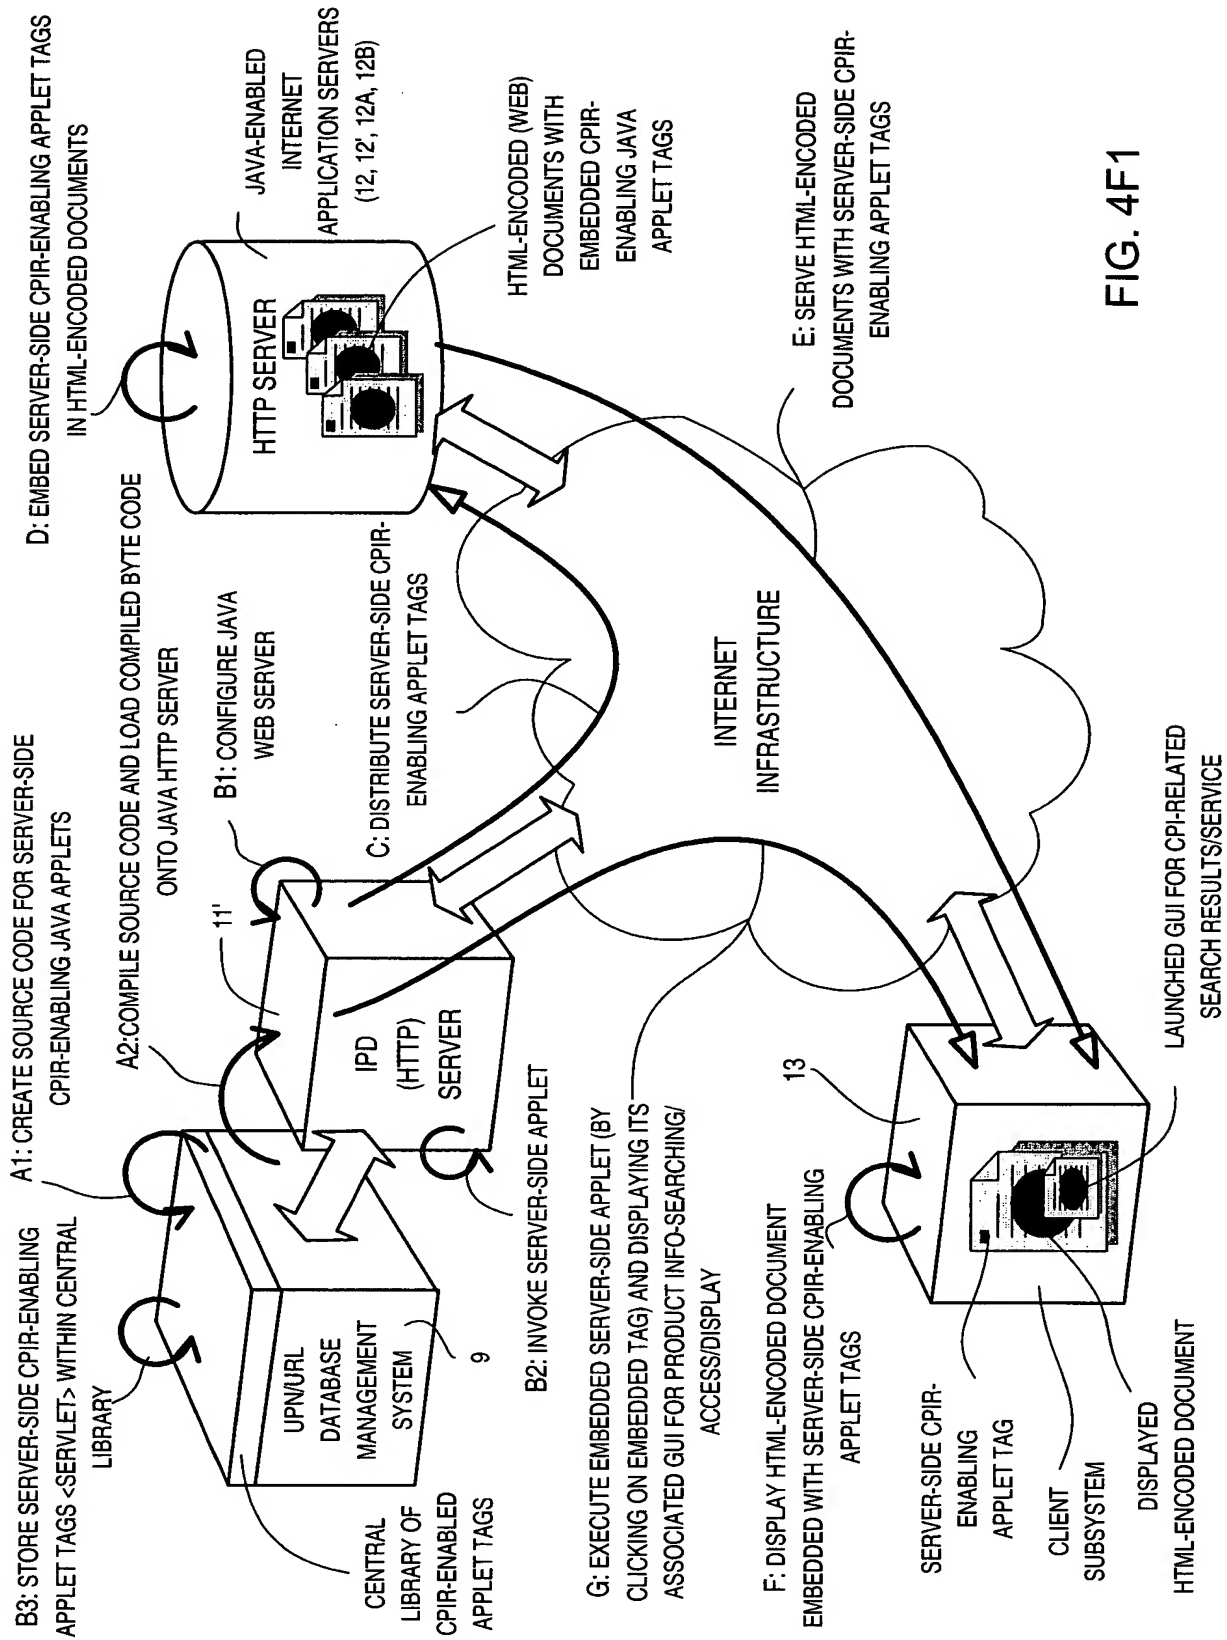 B3: STORE SERVER-SIDE CPIR-ENABLING
APPLET TAGS <SERVLET> WITHIN CENTRAL
LIBRARY
A1: CREATE SOURCE CODE FOR SERVER-SIDE
CPIR-ENABLING JAVA APPLETS
A2:COMPILE SOURCE CODE AND LOAD COMPILED BYTE CODE
ONTO JAVA HTTP SERVER
11'
B1: CONFIGURE JAVA
WEB SERVER
D: EMBED SERVER-SIDE CPIR-ENABLING APPLET TAGS
IN HTML-ENCODED DOCUMENTS
JAVA-ENABLED
INTERNET
APPLICATION SERVERS
(12, 12', 12A, 12B)
HTTP SERVER
HTML-ENCODED (WEB)
DOCUMENTS WITH
EMBEDDED CPIR-
ENABLING JAVA
APPLET TAGS
C: DISTRIBUTE SERVER-SIDE CPIR-
ENABLING APPLET TAGS
UPN/URL
DATABASE
MANAGEMENT
SYSTEM
9
IPD
(HTTP)
SERVER
CENTRAL
LIBRARY OF
CPIR-ENABLED
APPLET TAGS
B2: INVOKE SERVER-SIDE APPLET
G: EXECUTE EMBEDDED SERVER-SIDE APPLET (BY
CLICKING ON EMBEDDED TAG) AND DISPLAYING ITS
ASSOCIATED GUI FOR PRODUCT INFO-SEARCHING/
ACCESS/DISPLAY
INTERNET
INFRASTRUCTURE
E: SERVE HTML-ENCODED
DOCUMENTS WITH SERVER-SIDE CPIR-
ENABLING APPLET TAGS
F: DISPLAY HTML-ENCODED DOCUMENT
EMBEDDED WITH SERVER-SIDE CPIR-ENABLING
APPLET TAGS
13
SERVER-SIDE CPIR-
ENABLING
APPLET TAG
CLIENT
SUBSYSTEM
DISPLAYED
HTML-ENCODED DOCUMENT
LAUNCHED GUI FOR CPI-RELATED
SEARCH RESULTS/SERVICE
FIG. 4F1